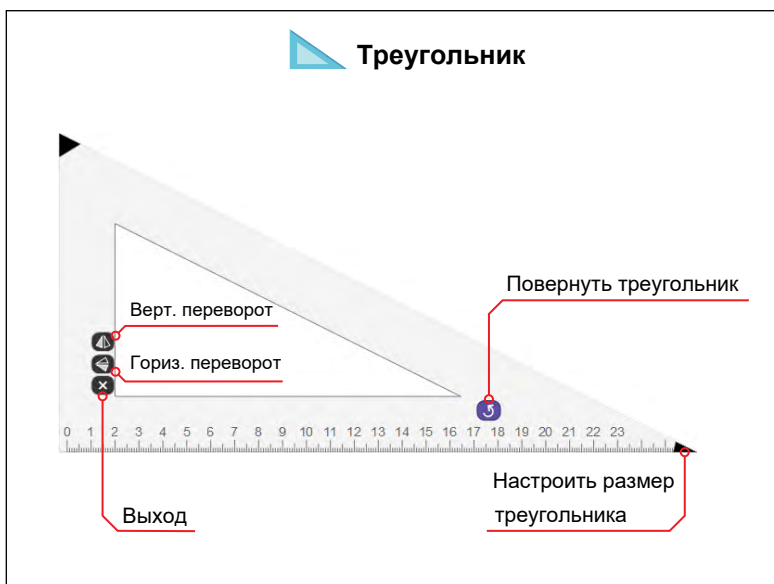 Треугольник
Повернуть треугольник
Верт. переворот
Гориз. переворот
0 1 2 3 4 5 6 7 8 9 10 11 12 13 14 15 16 17 18 19 20 21 22 23
Настроить размер
треугольника
Выход